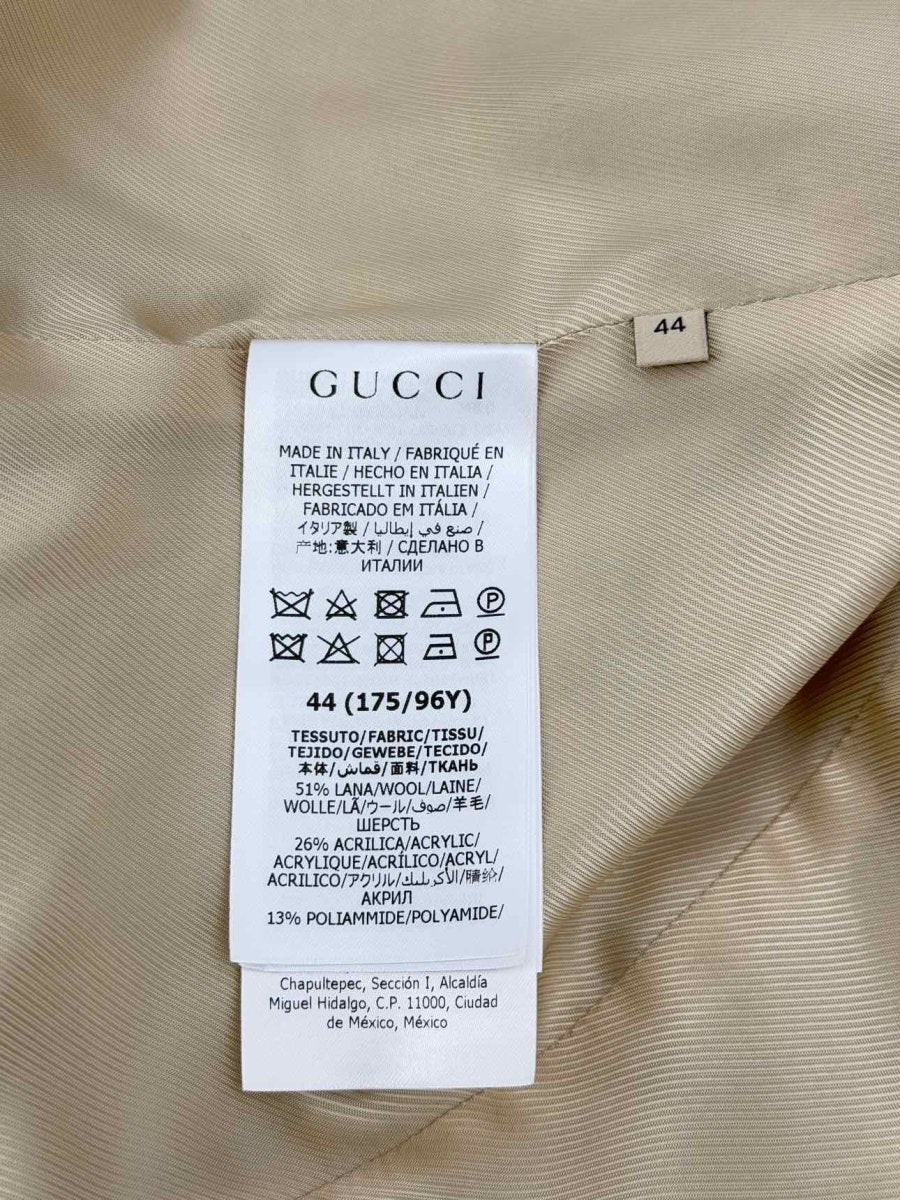 44
GUCCI
MADE IN ITALY / FABRIQUÉ EN
ITALIE / HECHO EN ITALIA /
HERGESTELLT IN ITALIEN /
FABRICADO EM ITÁLIA /
イタリア製 / صنع في إيطاليا /
产地:意大利 / СДЕЛАНО В
ИТАЛИИ
P
P
44 (175/96Y)
TESSUTO/FABRIC/TISSU/
TEJIDO/GEWEBE/TECIDO/
本体/قماش/面料/ТКАНЬ
51% LANA/WOOL/LAINE/
WOLLE/LÃ/ウール/صوف/羊毛/
ШЕРСТЬ
26% ACRILICA/ACRYLIC/
ACRYLIQUE/ACRÍLICO/ACRYL/
ACRILICO/アクリル/الأكريليك/腈纶/
АКРИЛ
13% POLIAMMIDE/POLYAMIDE/
Chapultepec, Sección I, Alcaldía
Miguel Hidalgo, C.P. 11000, Ciudad
de México, México